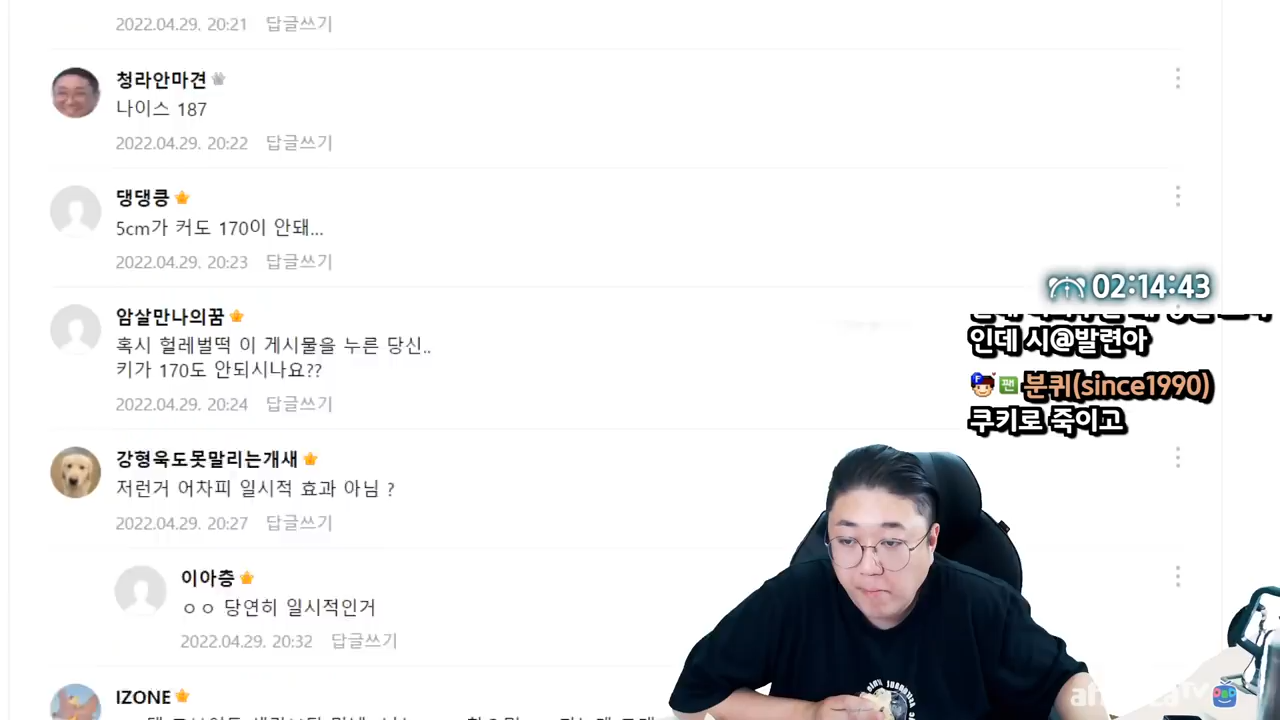 2022.04.29. 20:21 답글쓰기
청라안마견
나이스 187
2022.04.29. 20:22 답글쓰기
댕댕킁
5cm가 커도 170이 안돼...
2022.04.29. 20:23 답글쓰기
암살만나의꿈
혹시 헐레벌떡 이 게시물을 누른 당신..
키가 170도 안되시나요??
2022.04.29. 20:24 답글쓰기
강형욱도못말리는개새
저런거 어차피 일시적 효과 아님 ?
2022.04.29. 20:27 답글쓰기
이아층
ㅇㅇ 당연히 일시적인거
2022.04.29. 20:32 답글쓰기
IZONE
02:14:43
인데 시@발련아
F 팬 분퀴(since1990)
쿠키로 죽이고